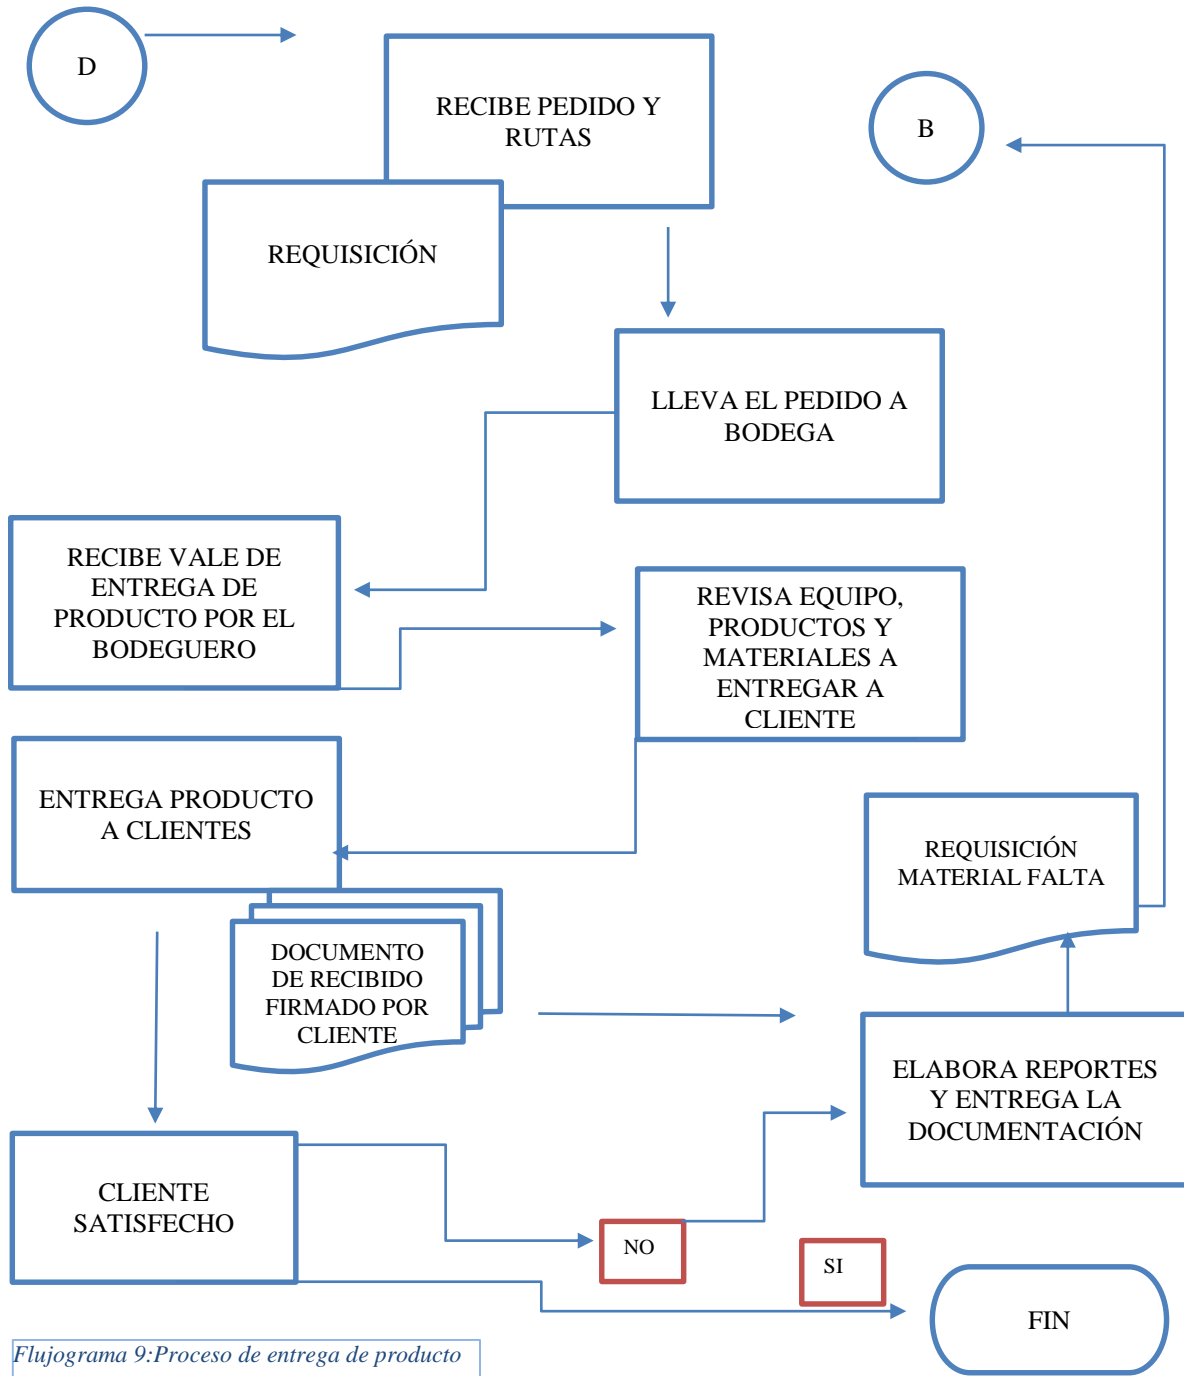 D
RECIBE PEDIDO Y
RUTAS
B
REQUISICIÓN
LLEVA EL PEDIDO A
BODEGA
RECIBE VALE DE
ENTREGA DE
PRODUCTO POR EL
BODEGUERO
REVISA EQUIPO,
PRODUCTOS Y
MATERIALES A
ENTREGAR A
CLIENTE
ENTREGA PRODUCTO
A CLIENTES
REQUISICIÓN
MATERIAL FALTA
DOCUMENTO
DE RECIBIDO
FIRMADO POR
CLIENTE
ELABORA REPORTES
Y ENTREGA LA
DOCUMENTACIÓN
CLIENTE
SATISFECHO
NO
SI
FIN
Flujograma 9:Proceso de entrega de producto